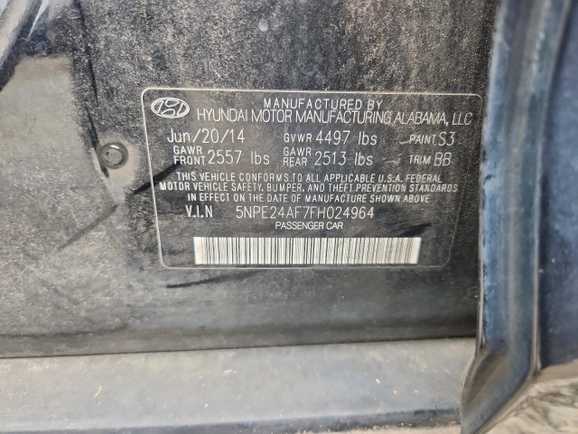 MANUFACTURED BY
HYUNDAI MOTOR MANUFACTURING ALABAMA, LLC
Jun/20/14 GVWR 4497 lbs PAINT S3
GAWR FRONT 2557 lbs GAWR REAR 2513 lbs TRIM BB
THIS VEHICLE CONFORMS TO ALL APPLICABLE U.S.A. FEDERAL
MOTOR VEHICLE SAFETY, BUMPER, AND THEFT PREVENTION STANDARDS
IN EFFECT ON THE DATE OF MANUFACTURE SHOWN ABOVE.
V.I.N 5NPE24AF7FH024964
PASSENGER CAR